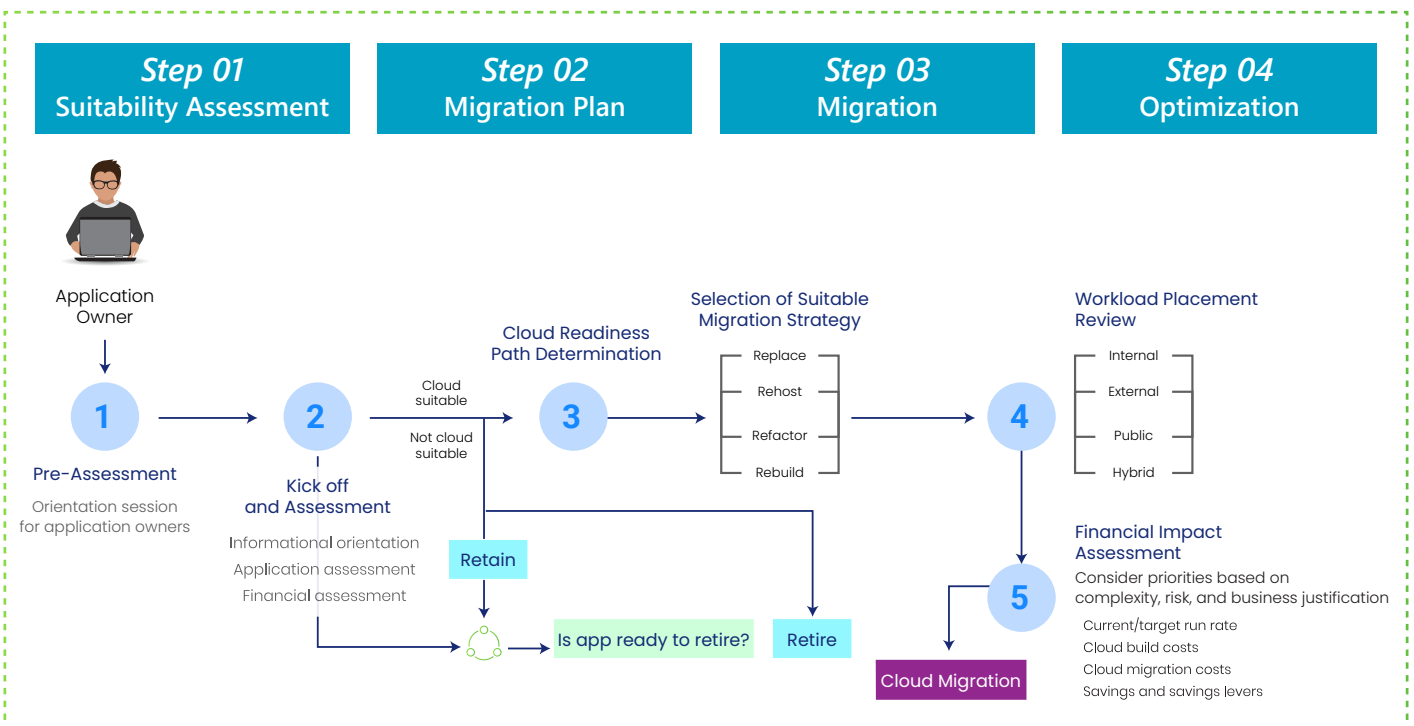 Step 01
Suitability Assessment
Step 02
Migration Plan
Step 03
Migration
Step 04
Optimization
Application
Owner
1
Pre-Assessment
Orientation session
for application owners
2
Kick off
and Assessment
Informational orientation
Application assessment
Financial assessment
Cloud
suitable
Not cloud
suitable
Retain
Is app ready to retire?
Retire
Cloud Readiness
Path Determination
3
Selection of Suitable
Migration Strategy
Replace
Rehost
Refactor
Rebuild
4
Workload Placement
Review
Internal
External
Public
Hybrid
5
Financial Impact
Assessment
Consider priorities based on
complexity, risk, and business justification
Current/target run rate
Cloud build costs
Cloud migration costs
Savings and savings levers
Cloud Migration